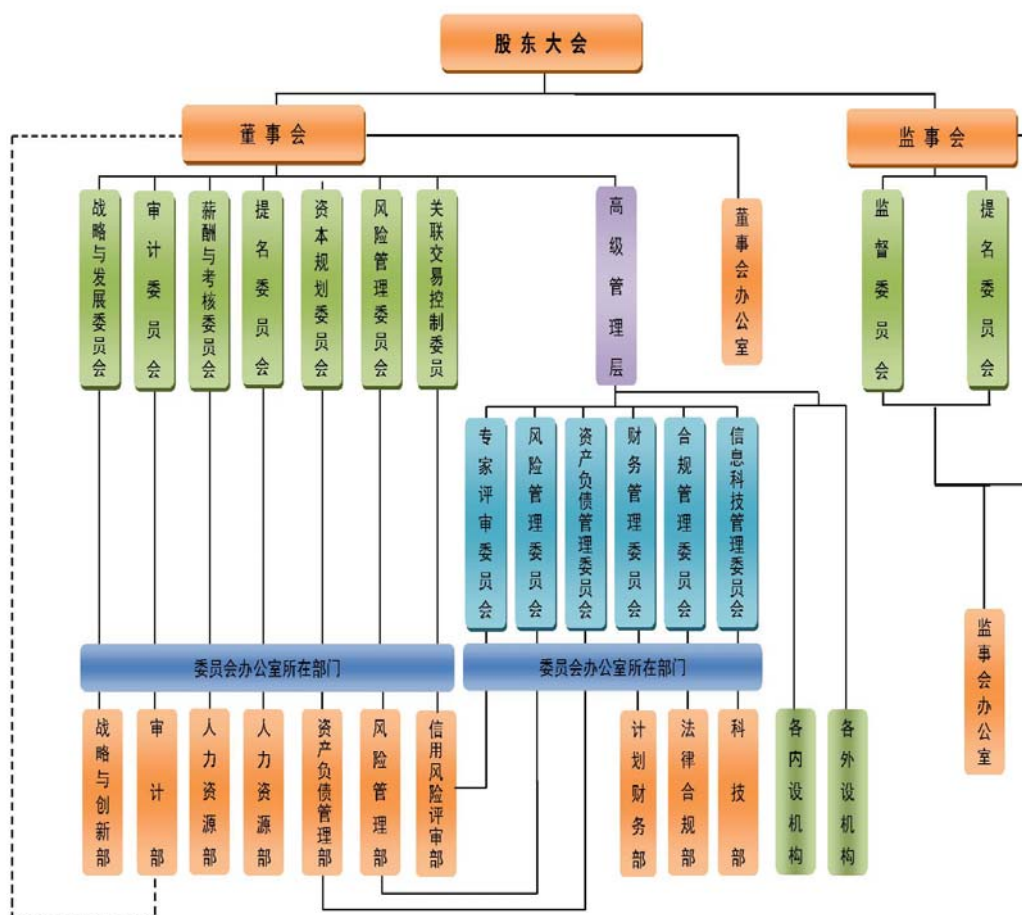 股东大会
董事会
监事会
战略与发展委员会
审计委员会
薪酬与考核委员会
提名委员会
资本规划委员会
风险管理委员会
关联交易控制委员
高级管理层
董事会办公室
监督委员会
提名委员会
专家评审委员会
风险管理委员会
资产负债管理委员会
财务管理委员会
合规管理委员会
信息科技管理委员会
委员会办公室所在部门
委员会办公室所在部门
战略与创新部
审计部
人力资源部
人力资源部
资产负债管理部
风险管理部
信用风险评审部
计划财务部
法律合规部
科技部
各内设机构
各外设机构
监事会办公室